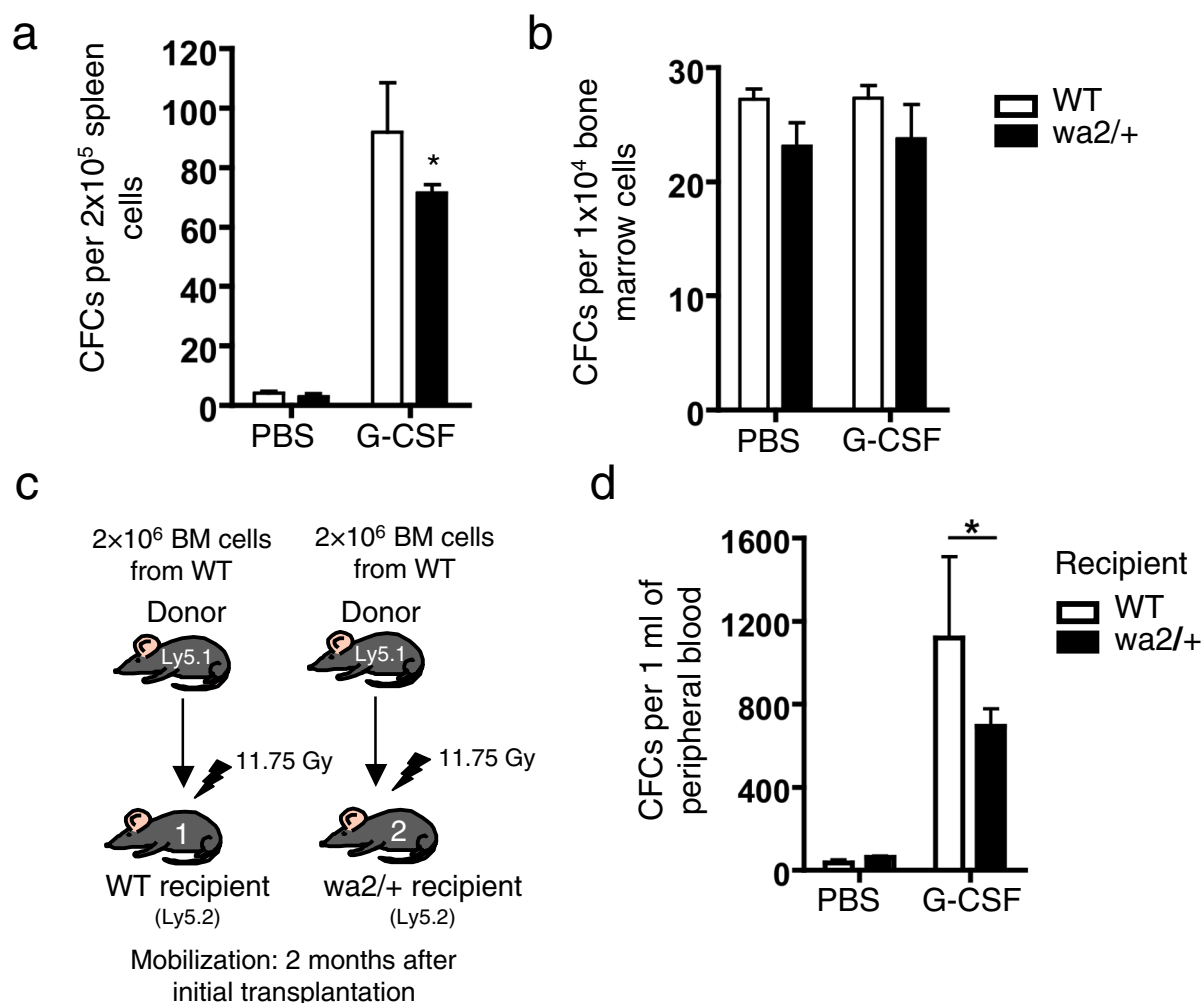 a
CFCs per 2x10⁵ spleen
cells
120
100
80
60
40
20
0
*
PBS
G-CSF
b
CFCs per 1x10⁴ bone
marrow cells
30
20
10
0
PBS
G-CSF
WT
wa2/+
c
2×10⁶ BM cells
from WT
Donor
Ly5.1
11.75 Gy
1
WT recipient
(Ly5.2)
2×10⁶ BM cells
from WT
Donor
Ly5.1
11.75 Gy
2
wa2/+ recipient
(Ly5.2)
Mobilization: 2 months after
initial transplantation
d
CFCs per 1 ml of
peripheral blood
1600
1200
800
400
0
*
PBS
G-CSF
Recipient
WT
wa2/+